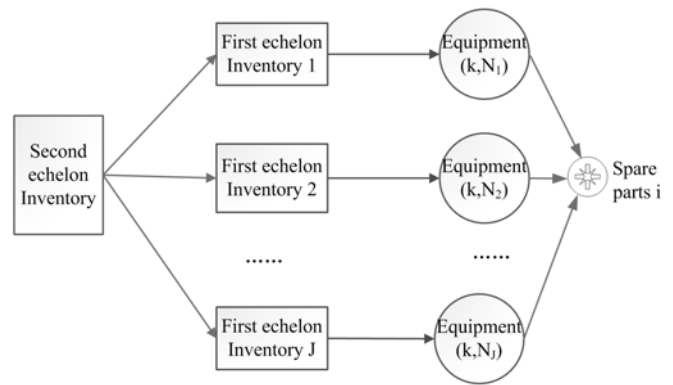 Second
echelon
Inventory
First echelon
Inventory 1
Equipment
(k,N₁)
First echelon
Inventory 2
Equipment
(k,N₂)
Spare
parts i
......
......
First echelon
Inventory J
Equipment
(k,N_J)